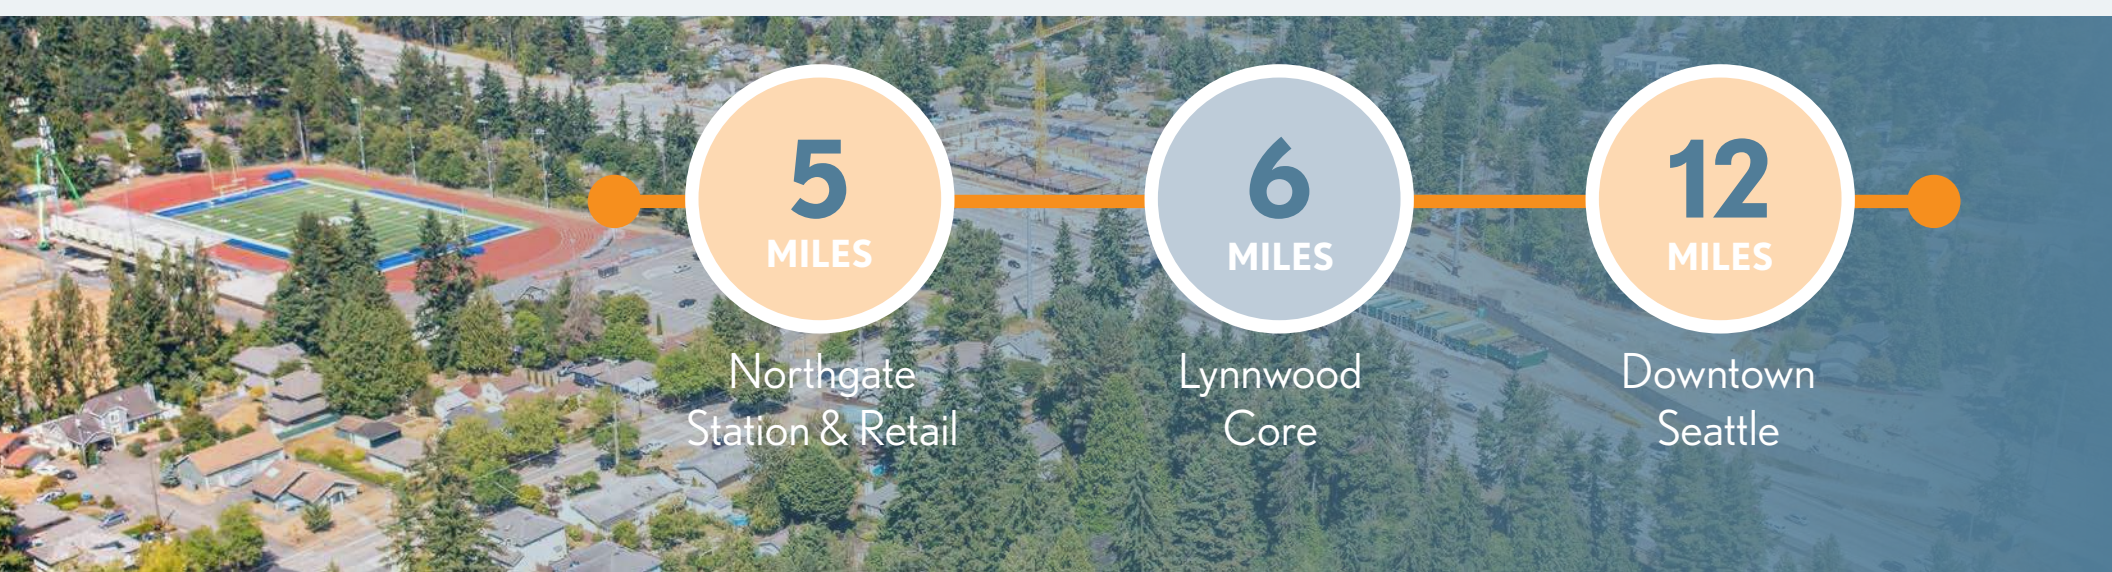 5
MILES
Northgate
Station & Retail
6
MILES
Lynnwood
Core
12
MILES
Downtown
Seattle